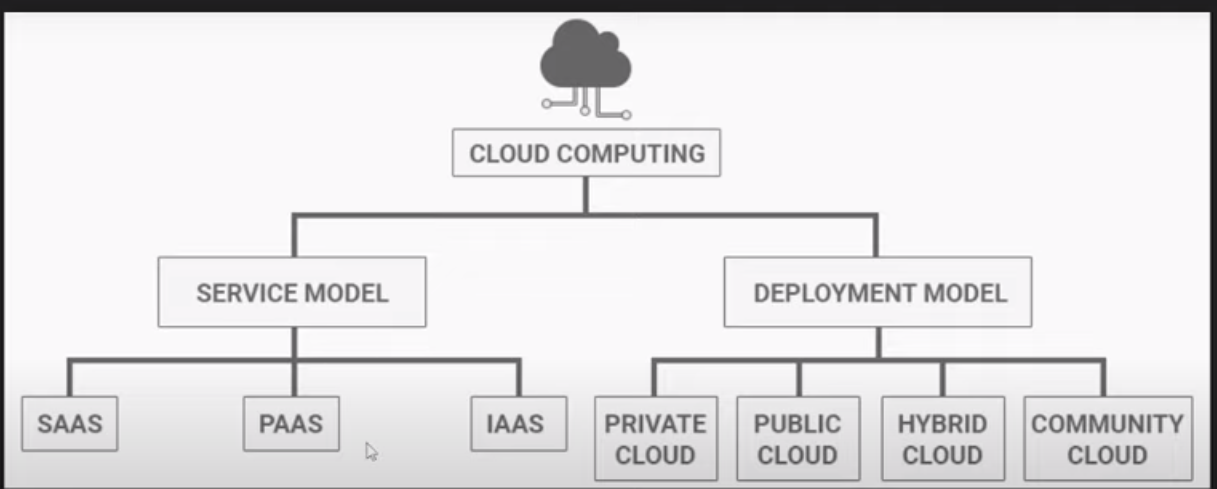 CLOUD COMPUTING
SERVICE MODEL
DEPLOYMENT MODEL
SAAS
PAAS
IAAS
PRIVATE
CLOUD
PUBLIC
CLOUD
HYBRID
CLOUD
COMMUNITY
CLOUD